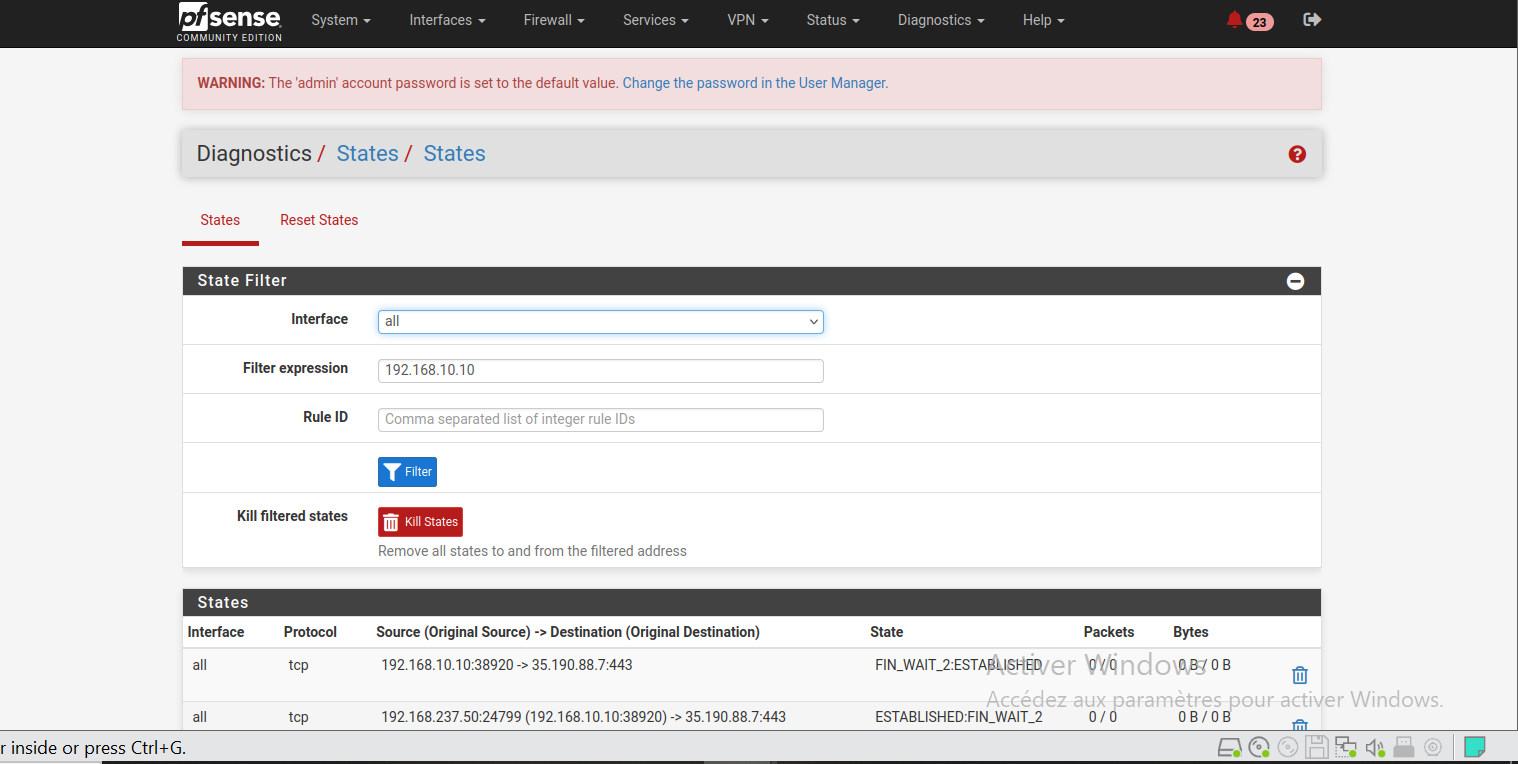 pfsense
COMMUNITY EDITION
System Interfaces Firewall Services VPN Status Diagnostics Help 23
WARNING: The 'admin' account password is set to the default value. Change the password in the User Manager.
Diagnostics / States / States
States Reset States
State Filter
Interface all
Filter expression 192.168.10.10
Rule ID Comma separated list of integer rule IDs
Filter
Kill filtered states Kill States
Remove all states to and from the filtered address
States
Interface Protocol Source (Original Source) -> Destination (Original Destination) State Packets Bytes
all tcp 192.168.10.10:38920 -> 35.190.88.7:443 FIN_WAIT_2:ESTABLISHED 0 / 0 0 B / 0 B
Activer Windows
Accédez aux paramètres pour activer Windows.
all tcp 192.168.237.50:24799 (192.168.10.10:38920) -> 35.190.88.7:443 ESTABLISHED:FIN_WAIT_2 0 / 0 0 B / 0 B
r inside or press Ctrl+G.